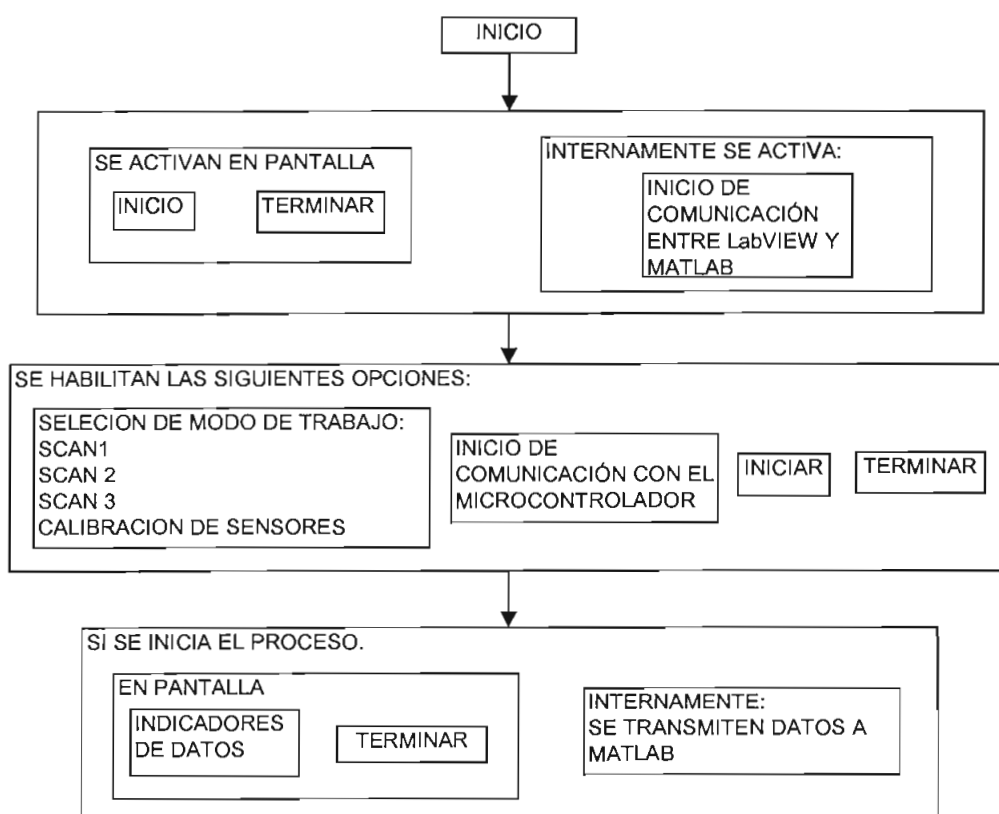 INICIO
SE ACTIVAN EN PANTALLA
INICIO
TERMINAR
INTERNAMENTE SE ACTIVA:
INICIO DE
COMUNICACIÓN
ENTRE LabVIEW Y
MATLAB
SE HABILITAN LAS SIGUIENTES OPCIONES:
SELECION DE MODO DE TRABAJO:
SCAN1
SCAN 2
SCAN 3
CALIBRACION DE SENSORES
INICIO DE
COMUNICACIÓN CON EL
MICROCONTROLADOR
INICIAR
TERMINAR
SI SE INICIA EL PROCESO.
EN PANTALLA
INDICADORES
DE DATOS
TERMINAR
INTERNAMENTE:
SE TRANSMITEN DATOS A
MATLAB